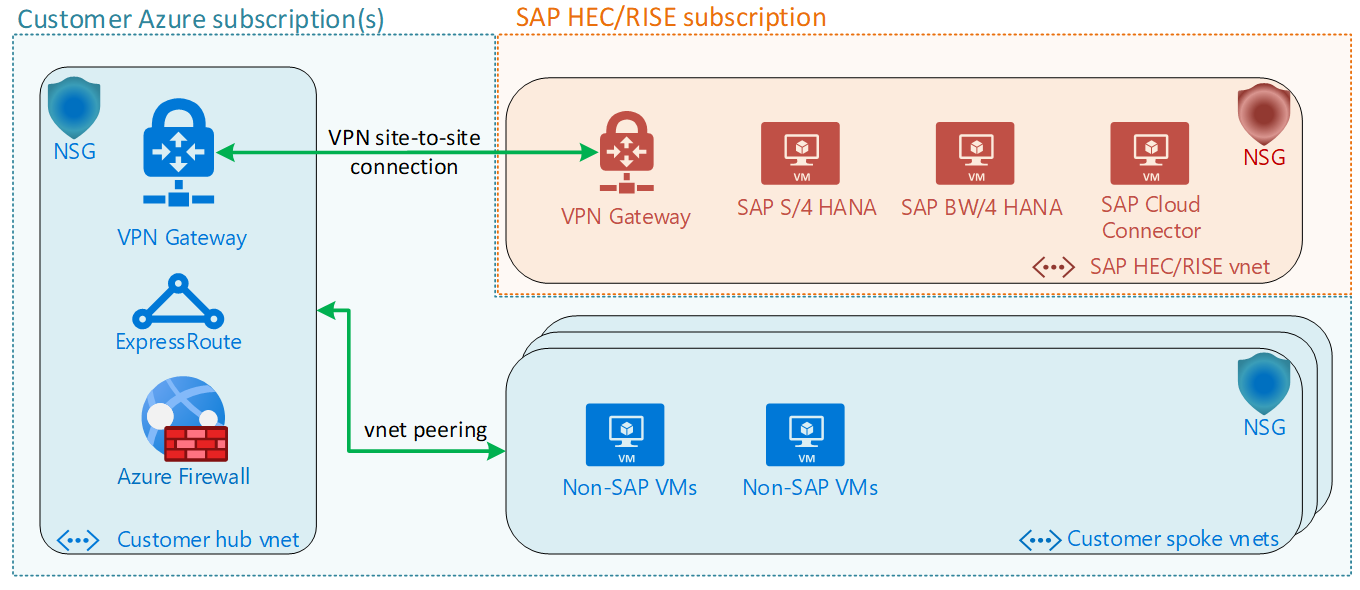 Customer Azure subscription(s)
SAP HEC/RISE subscription
NSG
VPN Gateway
ExpressRoute
Azure Firewall
Customer hub vnet
VPN site-to-site
connection
VPN Gateway
VM
SAP S/4 HANA
VM
SAP BW/4 HANA
VM
SAP Cloud
Connector
NSG
SAP HEC/RISE vnet
vnet peering
VM
Non-SAP VMs
VM
Non-SAP VMs
NSG
Customer spoke vnets